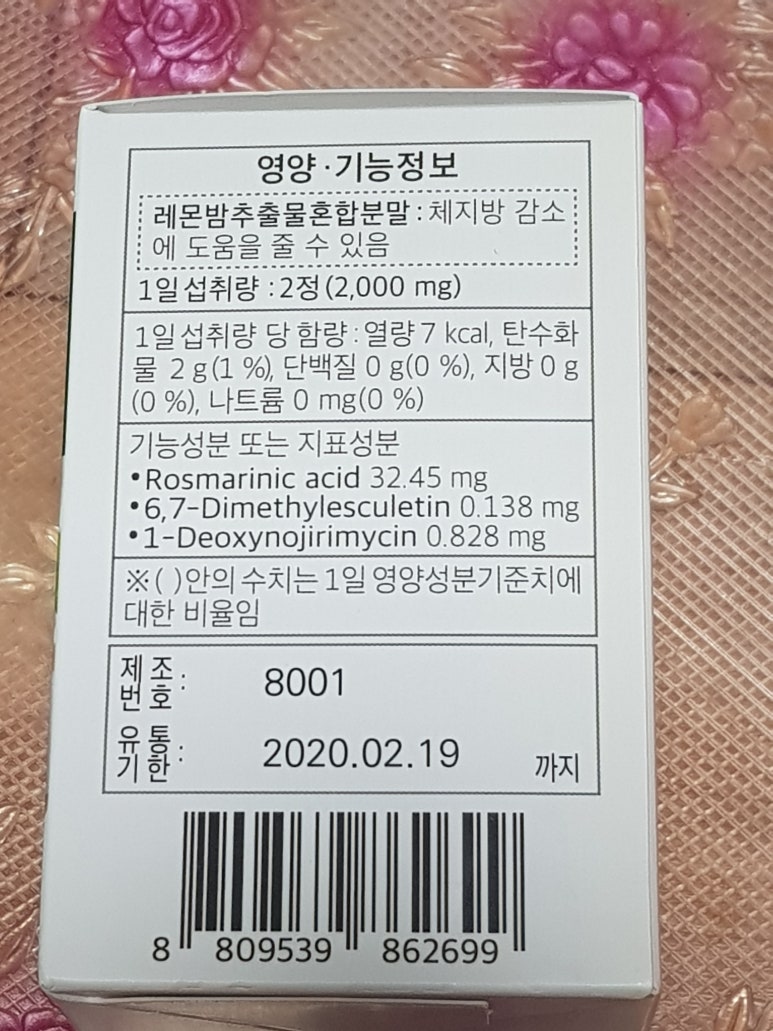 영양·기능정보
레몬밤추출물혼합분말:체지방 감소
에 도움을 줄 수 있음
1일섭취량 :2정(2,000 mg)
1일섭취량 당 함량:열량 7 kcal, 탄수화
물 2 g(1 %), 단백질 0 g(0 %), 지방 0 g
(0 %), 나트륨 0 mg(0 %)
기능성분 또는 지표성분
•Rosmarinic acid 32.45 mg
•6,7-Dimethylesculetin 0.138 mg
•1-Deoxynojirimycin 0.828 mg
※( )안의 수치는 1일 영양성분기준치에
대한 비율임
제조
번호: 8001
유통
기한: 2020.02.19 까지
8 809539 862699